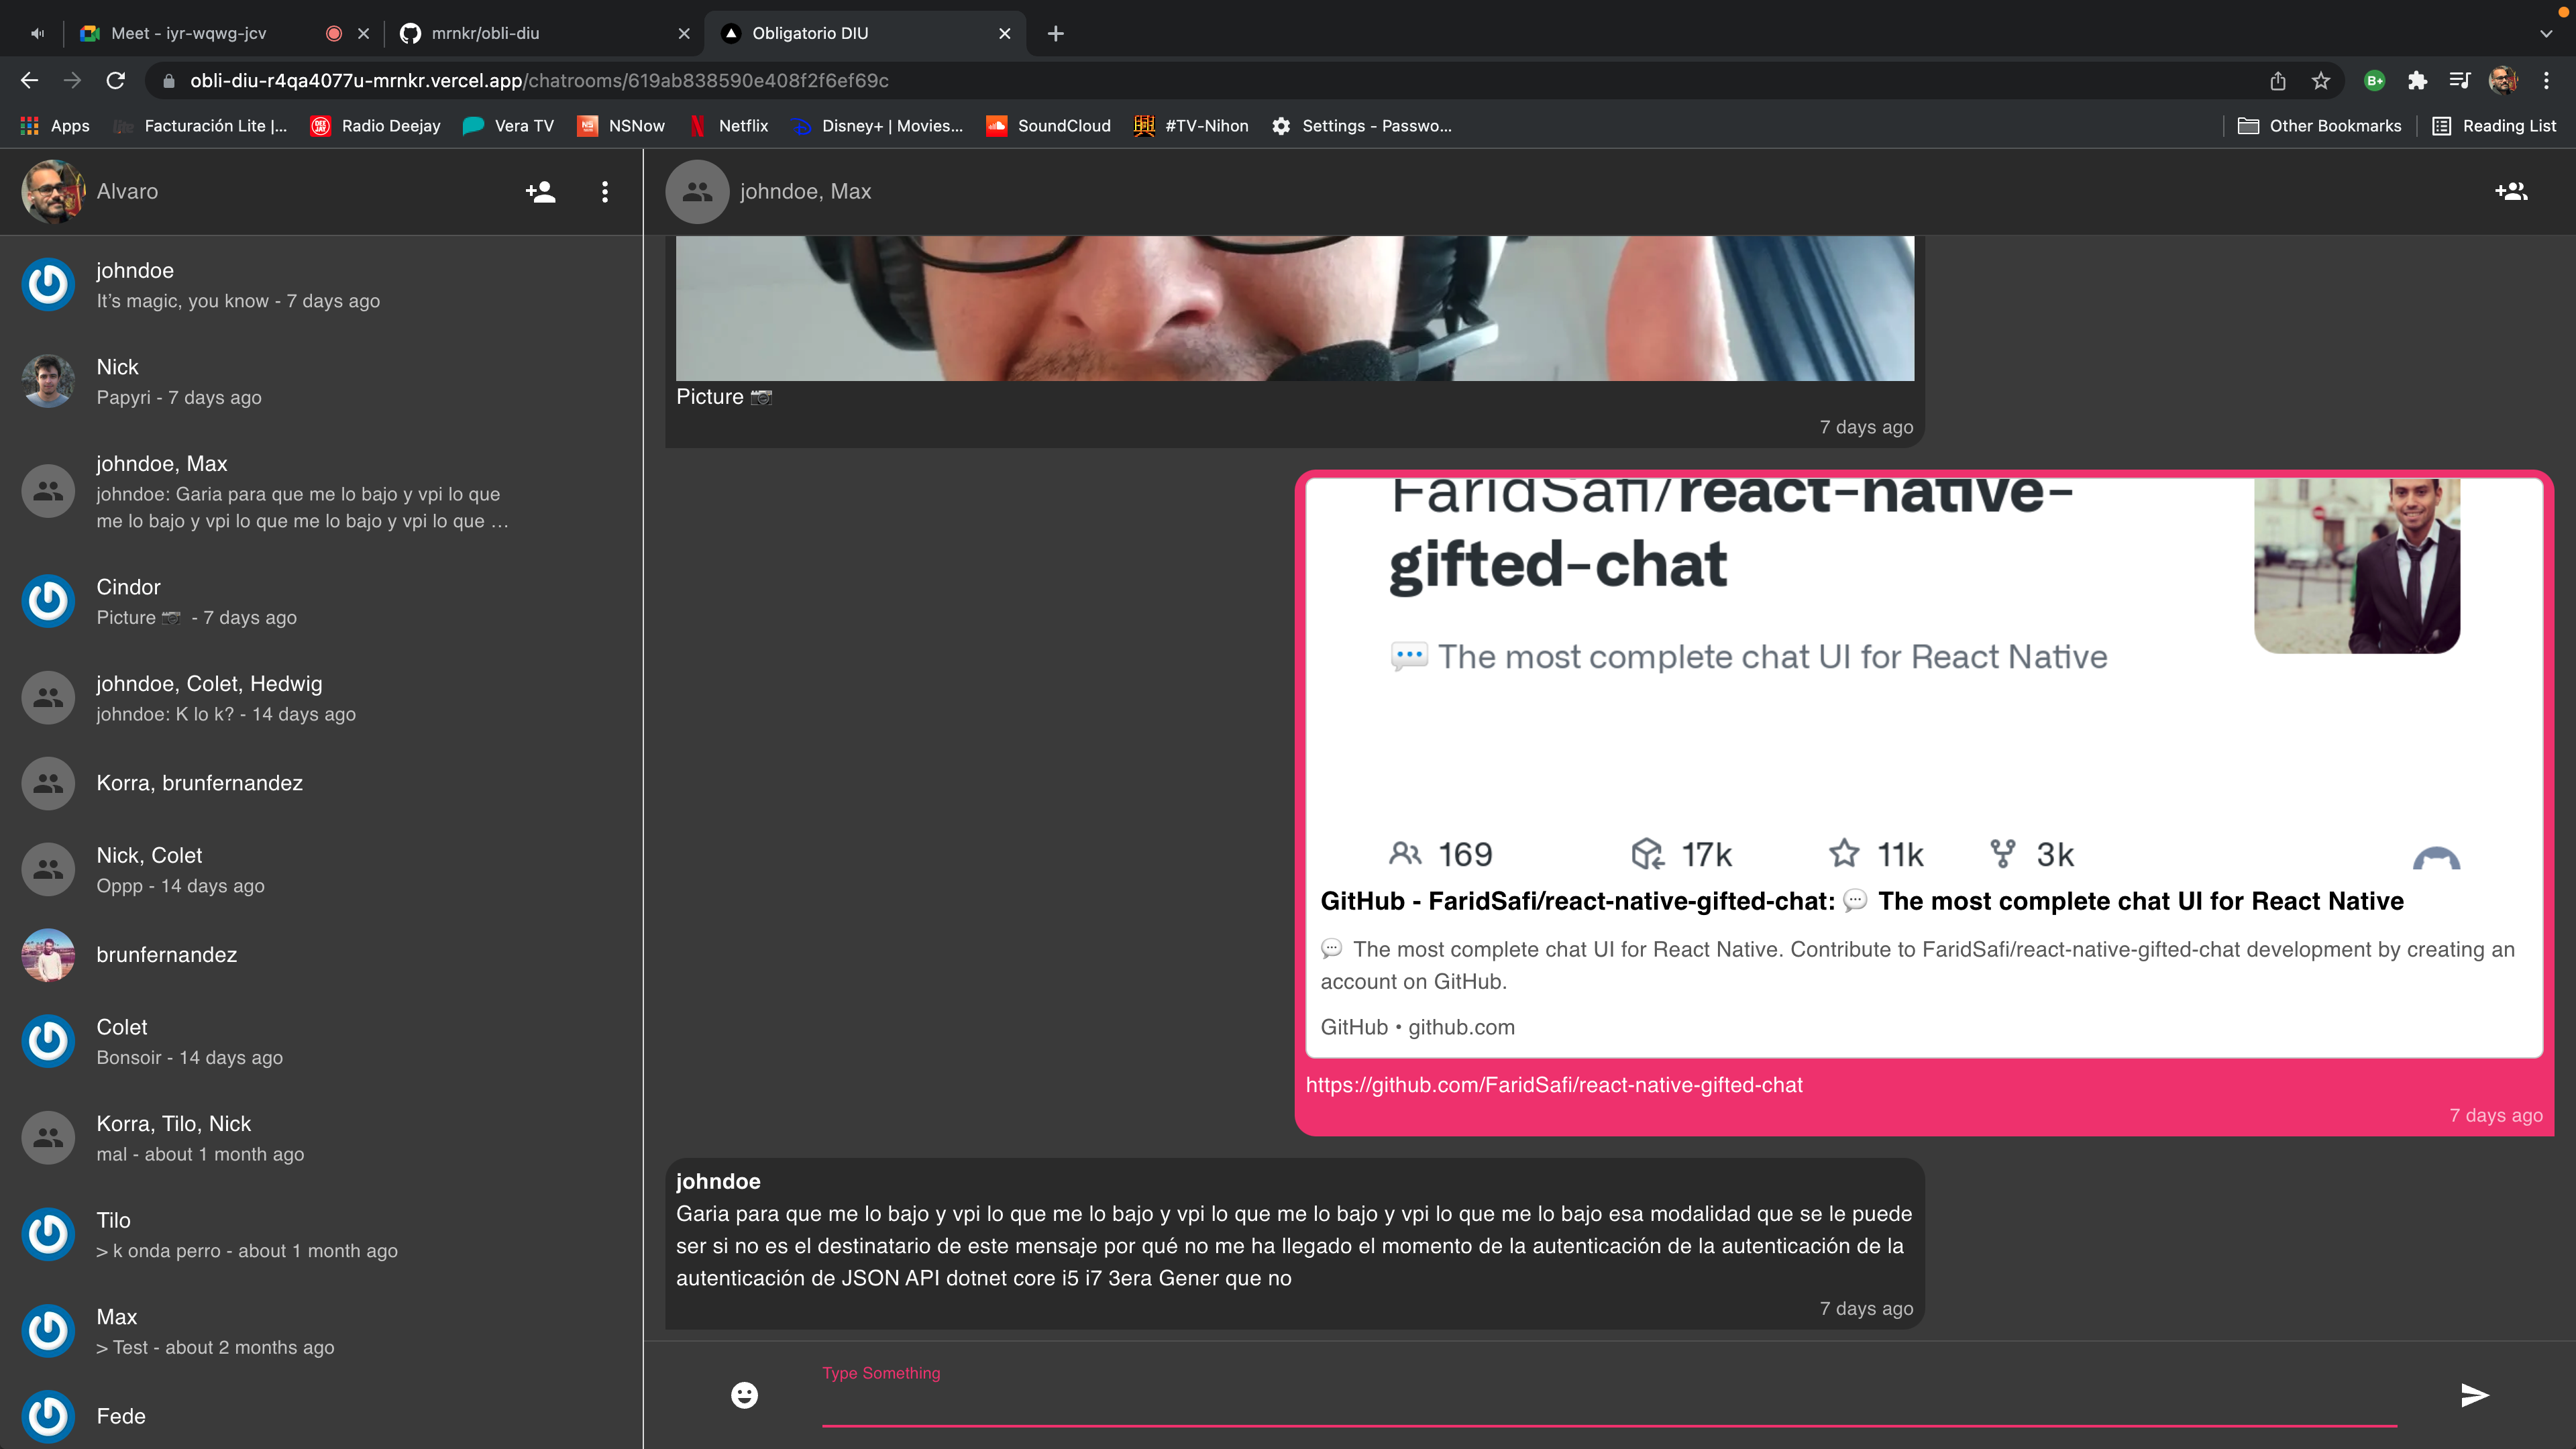 Meet - iyr-wqwg-jcv
mrnkr/obli-diu
Obligatorio DIU
obli-diu-r4qa4077u-mrnkr.vercel.app/chatrooms/619ab838590e408f2f6ef69c
B+
Apps
Facturación Lite |...
Radio Deejay
Vera TV
NSNow
Netflix
Disney+ | Movies...
SoundCloud
#TV-Nihon
Settings - Passwo...
Other Bookmarks
Reading List
Alvaro
johndoe
It's magic, you know - 7 days ago
Nick
Papyri - 7 days ago
johndoe, Max
johndoe: Garia para que me lo bajo y vpi lo que
me lo bajo y vpi lo que me lo bajo y vpi lo que …
Cindor
Picture 📷 - 7 days ago
johndoe, Colet, Hedwig
johndoe: K lo k? - 14 days ago
Korra, brunfernandez
Nick, Colet
Oppp - 14 days ago
brunfernandez
Colet
Bonsoir - 14 days ago
Korra, Tilo, Nick
mal - about 1 month ago
Tilo
> k onda perro - about 1 month ago
Max
> Test - about 2 months ago
Fede
johndoe, Max
Picture 📷
7 days ago
FaridSafi/react-native-
gifted-chat
💬 The most complete chat UI for React Native
169
17k
11k
3k
GitHub - FaridSafi/react-native-gifted-chat: 💬 The most complete chat UI for React Native
💬 The most complete chat UI for React Native. Contribute to FaridSafi/react-native-gifted-chat development by creating an
account on GitHub.
GitHub • github.com
https://github.com/FaridSafi/react-native-gifted-chat
7 days ago
johndoe
Garia para que me lo bajo y vpi lo que me lo bajo y vpi lo que me lo bajo y vpi lo que me lo bajo esa modalidad que se le puede
ser si no es el destinatario de este mensaje por qué no me ha llegado el momento de la autenticación de la autenticación de la
autenticación de JSON API dotnet core i5 i7 3era Gener que no
7 days ago
Type Something